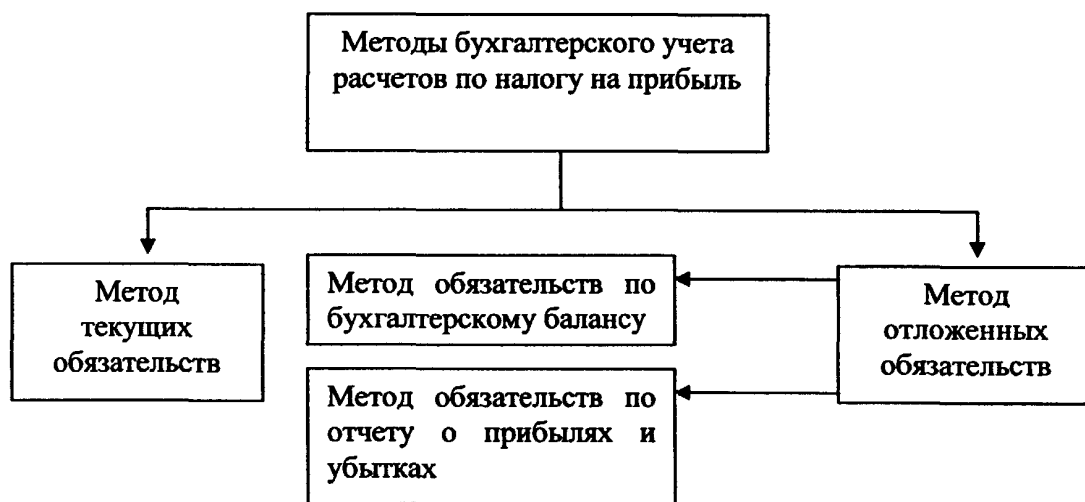 Методы бухгалтерского учета
расчетов по налогу на прибыль
Метод
текущих
обязательств
Метод обязательств по
бухгалтерскому балансу
Метод
отложенных
обязательств
Метод обязательств по
отчету о прибылях и
убытках